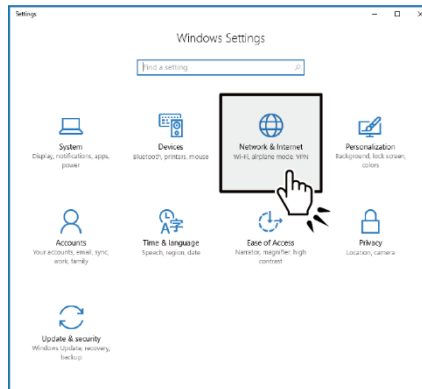 Settings
Windows Settings
Find a setting
System
Display, notifications, apps,
power
Devices
Bluetooth, printers, mouse
Network & Internet
Wi-Fi, airplane mode, VPN
Personalization
Background, lock screen,
colors
Accounts
Your accounts, email, sync,
work, family
Time & language
Speech, region, date
Ease of Access
Narrator, magnifier, high
contrast
Privacy
Location, camera
Update & security
Windows Update, recovery,
backup